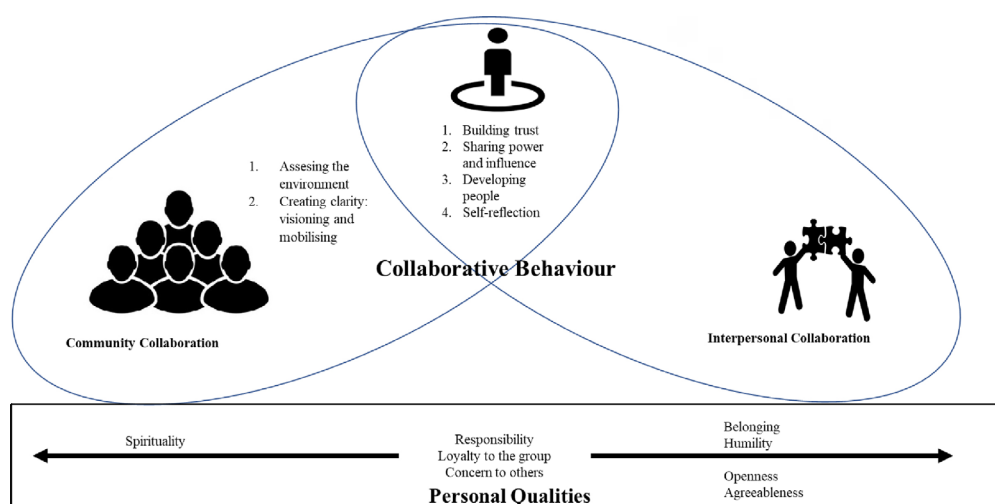 1. Building trust
2. Sharing power
and influence
3. Developing
people
4. Self-reflection
1. Assesing the
environment
2. Creating clarity:
visioning and
mobilising
Collaborative Behaviour
Community Collaboration
Interpersonal Collaboration
Spirituality
Responsibility
Loyalty to the group
Concern to others
Belonging
Humility
Openness
Agreeableness
Personal Qualities